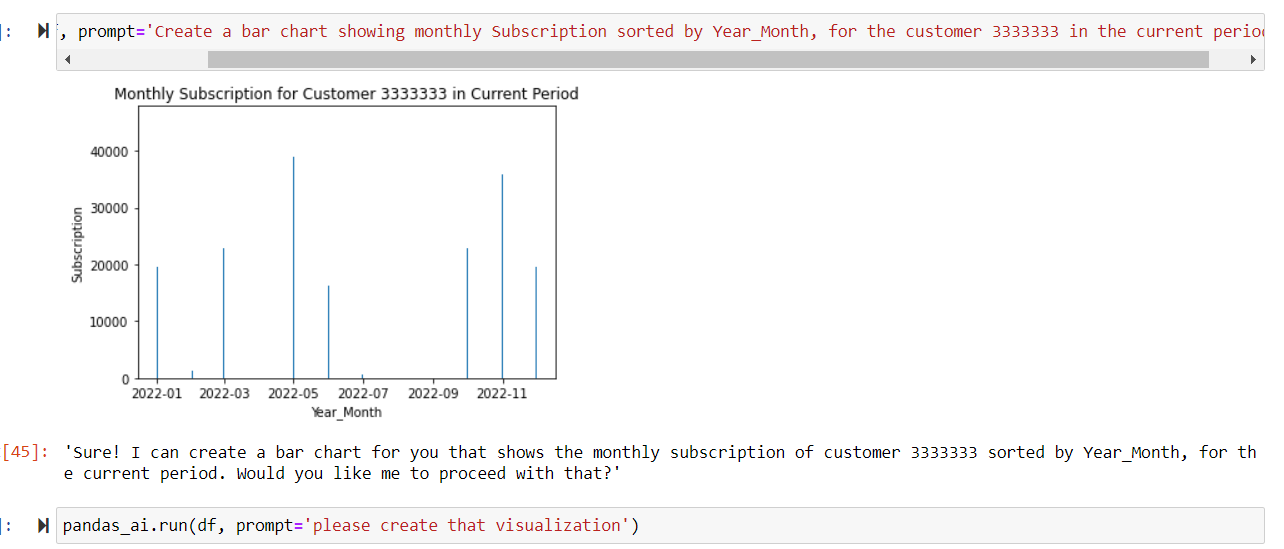 ]: , prompt='Create a bar chart showing monthly Subscription sorted by Year_Month, for the customer 3333333 in the current perio
Monthly Subscription for Customer 3333333 in Current Period
40000
30000
20000
10000
0
Subscription
2022-01 2022-03 2022-05 2022-07 2022-09 2022-11
Year_Month
[45]: 'Sure! I can create a bar chart for you that shows the monthly subscription of customer 3333333 sorted by Year_Month, for th
e current period. Would you like me to proceed with that?'
]: pandas_ai.run(df, prompt='please create that visualization')